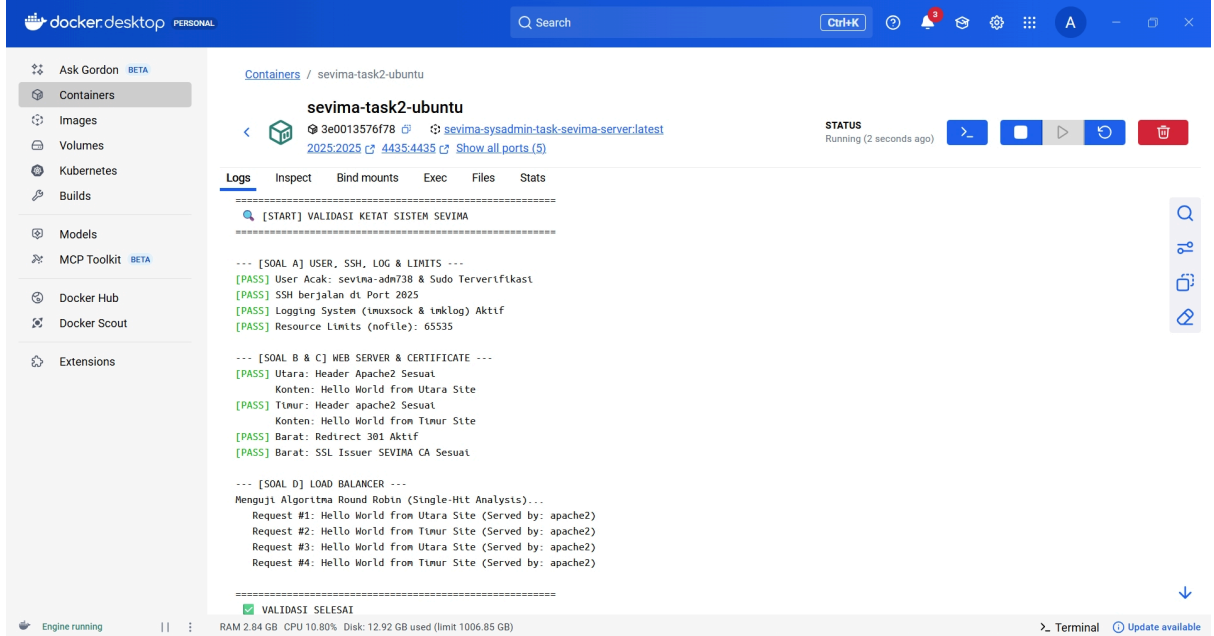 docker.desktop PERSONAL
Search
Ctrl+K
3
A
Ask Gordon BETA
Containers
Images
Volumes
Kubernetes
Builds
Models
MCP Toolkit BETA
Docker Hub
Docker Scout
Extensions
Containers / sevima-task2-ubuntu
sevima-task2-ubuntu
3e0013576f78 sevima-sysadmin-task-sevima-server:latest
2025:2025 4435:4435 Show all ports (5)
STATUS
Running (2 seconds ago)
Logs Inspect Bind mounts Exec Files Stats
========================================================
[START] VALIDASI KETAT SISTEM SEVIMA
========================================================
--- [SOAL A] USER, SSH, LOG & LIMITS ---
[PASS] User Acak: sevima-adm738 & Sudo Terverifikasi
[PASS] SSH berjalan di Port 2025
[PASS] Logging System (imuxsock & imklog) Aktif
[PASS] Resource Limits (nofile): 65535
--- [SOAL B & C] WEB SERVER & CERTIFICATE ---
[PASS] Utara: Header Apache2 Sesuai
Konten: Hello World from Utara Site
[PASS] Timur: Header apache2 Sesuai
Konten: Hello World from Timur Site
[PASS] Barat: Redirect 301 Aktif
[PASS] Barat: SSL Issuer SEVIMA CA Sesuai
--- [SOAL D] LOAD BALANCER ---
Menguji Algoritma Round Robin (Single-Hit Analysis)...
Request #1: Hello World from Utara Site (Served by: apache2)
Request #2: Hello World from Timur Site (Served by: apache2)
Request #3: Hello World from Utara Site (Served by: apache2)
Request #4: Hello World from Timur Site (Served by: apache2)
========================================================
VALIDASI SELESAI
Engine running
RAM 2.84 GB CPU 10.80% Disk: 12.92 GB used (limit 1006.85 GB)
Terminal
Update available